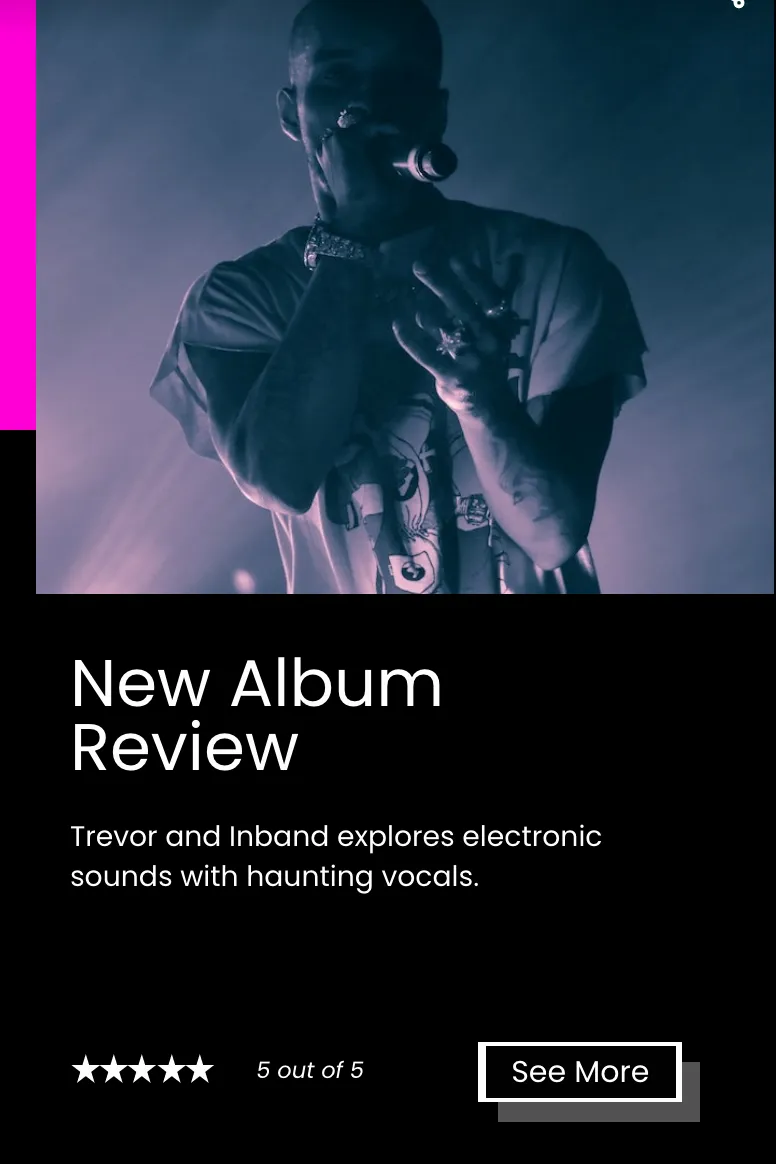 New Album
Review
Trevor and Inband explores electronic
sounds with haunting vocals.
★★★★★ 5 out of 5
See More